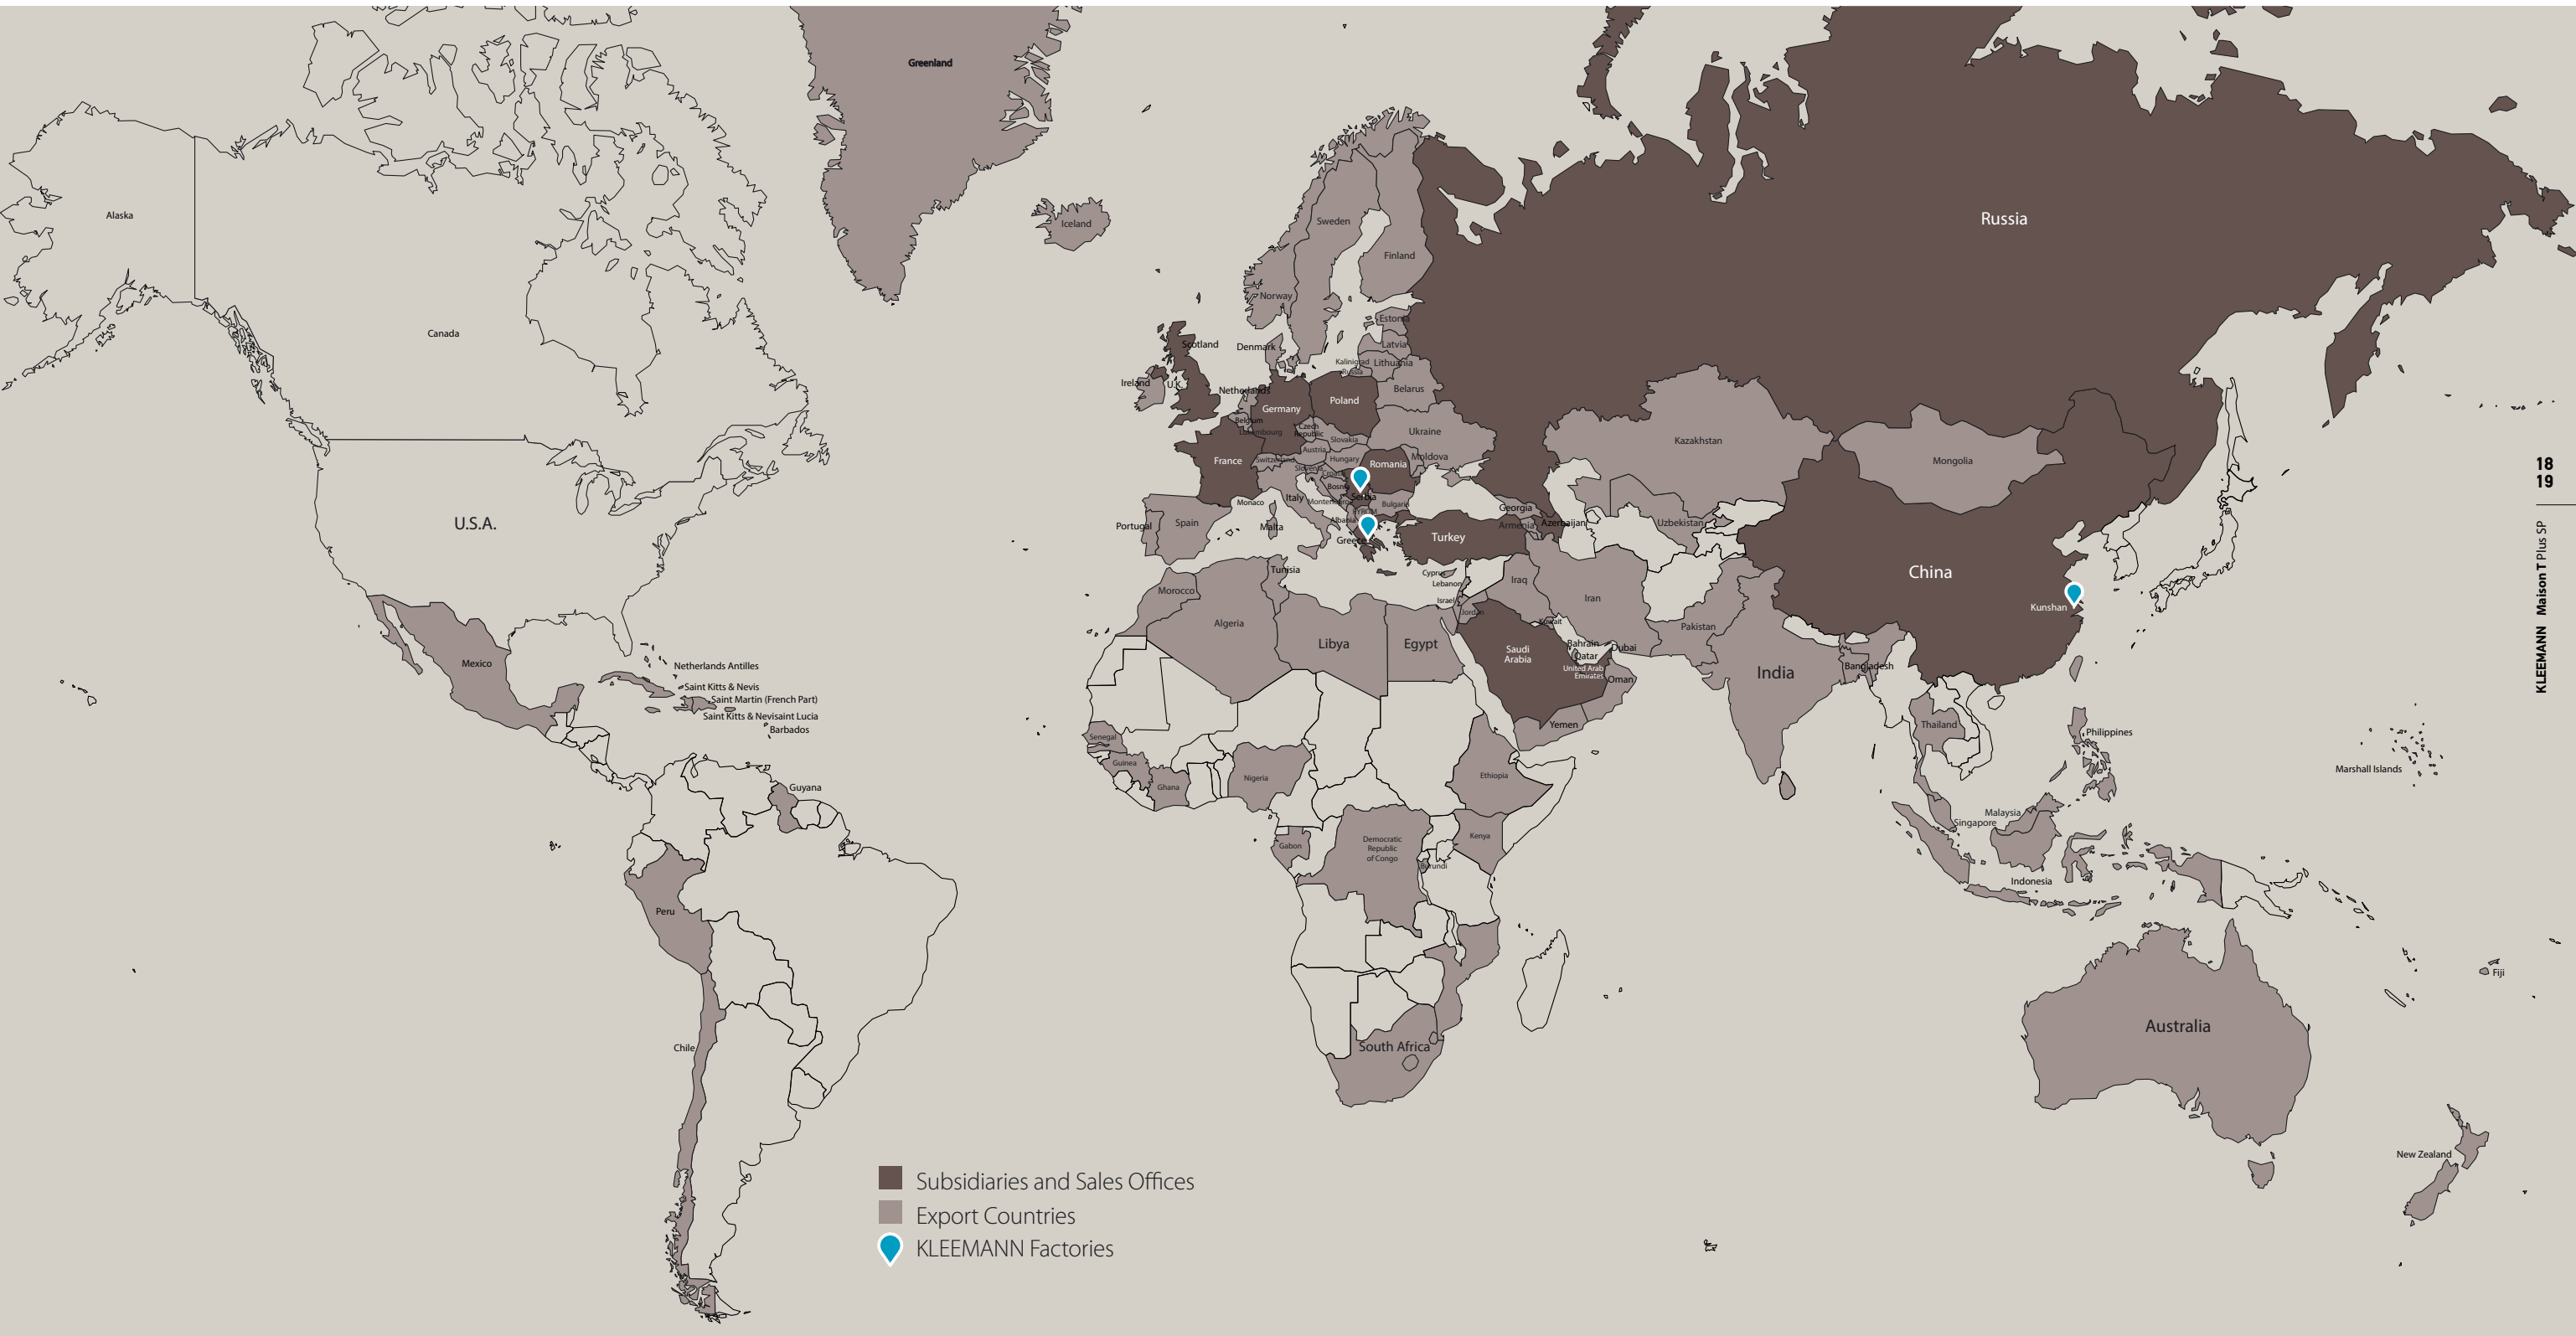 Greenland
Alaska
Iceland
Sweden
Finland
Norway
Russia
Canada
Estonia
Latvia
Lithuania
Kaliningrad
Russia
Denmark
Scotland
Ireland
U.K.
Netherlands
Belarus
Germany
Poland
Belgium
Luxembourg
Czech
Republic
Slovakia
Ukraine
Kazakhstan
Mongolia
France
Switzerland
Austria
Hungary
Romania
Moldova
Slovenia
Croatia
Bosnia
Serbia
Monaco
Italy
Montenegro
Bulgaria
FYROM
Albania
Georgia
Armenia
Azerbaijan
Uzbekistan
U.S.A.
Portugal
Spain
Malta
Greece
Turkey
China
Kunshan
Tunisia
Cyprus
Lebanon
Israel
Jordan
Iraq
Iran
Kuwait
Morocco
Algeria
Libya
Egypt
Saudi
Arabia
Bahrain
Qatar
Dubai
United Arab
Emirates
Oman
Yemen
Pakistan
India
Bangladesh
Mexico
Netherlands Antilles
Saint Kitts & Nevis
Saint Martin (French Part)
Saint Kitts & Nevisaint Lucia
Barbados
Thailand
Philippines
Marshall Islands
Senegal
Guinea
Ghana
Nigeria
Ethiopia
Guyana
Malaysia
Singapore
Gabon
Democratic
Republic
of Congo
Kenya
Burundi
Indonesia
Peru
Fiji
Chile
South Africa
Australia
New Zealand
Subsidiaries and Sales Offices
Export Countries
KLEEMANN Factories
18
19
KLEEMANN Maison T Plus SP